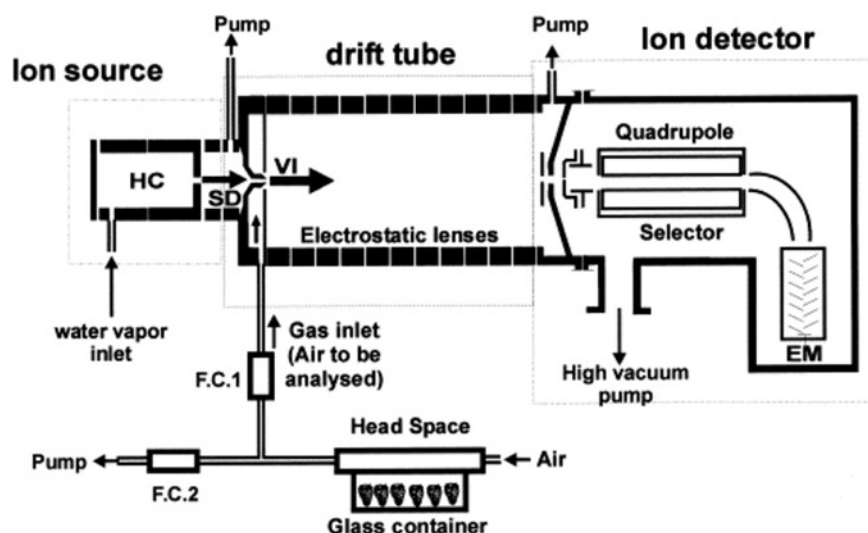 Pump
Ion source
drift tube
Pump
Ion detector
HC
SD
VI
Quadrupole
Selector
Electrostatic lenses
water vapor
inlet
Gas inlet
(Air to be
analysed)
F.C.1
EM
High vacuum
pump
Head Space
Pump
Air
F.C.2
Glass container